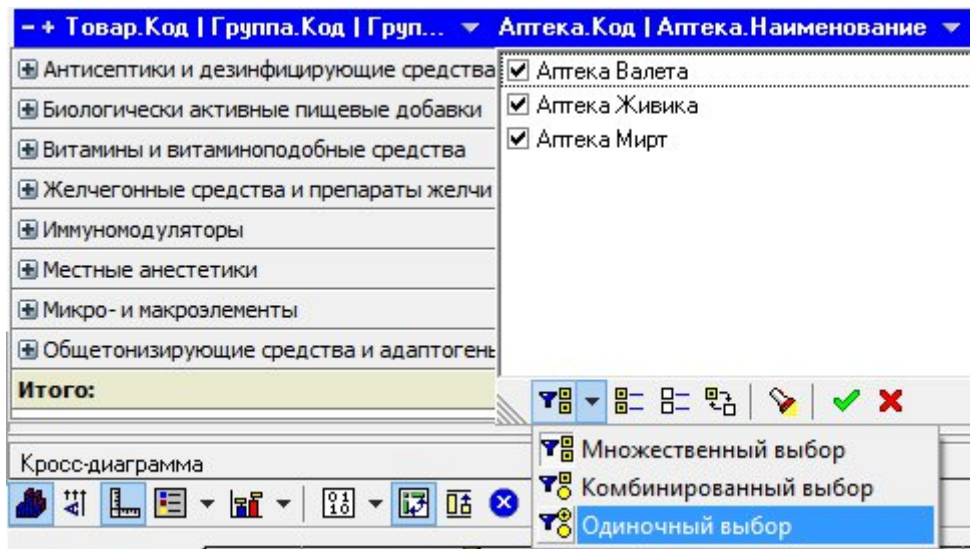 – + Товар.Код | Группа.Код | Груп... Аптека.Код | Аптека.Наименование
Антисептики и дезинфицирующие средства
Биологически активные пищевые добавки
Витамины и витаминоподобные средства
Желчегонные средства и препараты желчи
Иммуномодуляторы
Местные анестетики
Микро- и макроэлементы
Общетонизирующие средства и адаптогены
Итого:
Аптека Валета
Аптека Живика
Аптека Мирт
Множественный выбор
Комбинированный выбор
Одиночный выбор
Кросс-диаграмма